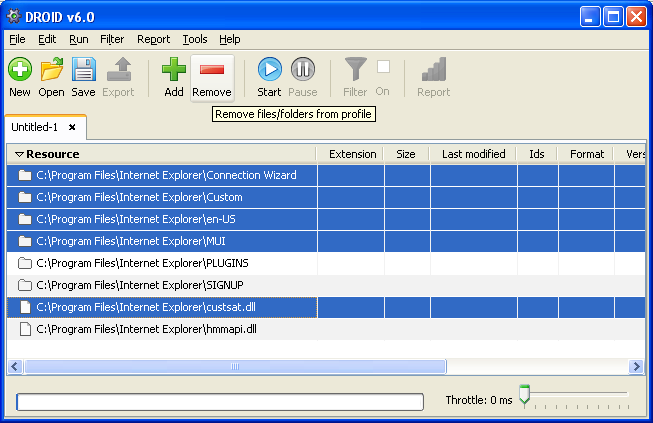 DROID v6.0
File Edit Run Filter Report Tools Help
New Open Save Export Add Remove Start Pause Filter On Report
Remove files/folders from profile
Untitled-1
Resource Extension Size Last modified Ids Format Vers
C:\Program Files\Internet Explorer\Connection Wizard
C:\Program Files\Internet Explorer\Custom
C:\Program Files\Internet Explorer\en-US
C:\Program Files\Internet Explorer\MUI
C:\Program Files\Internet Explorer\PLUGINS
C:\Program Files\Internet Explorer\SIGNUP
C:\Program Files\Internet Explorer\custsat.dll
C:\Program Files\Internet Explorer\hmmapi.dll
Throttle: 0 ms